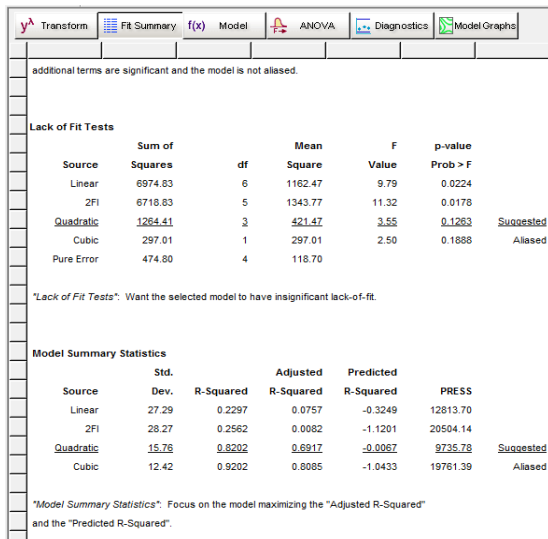 yλ Transform Fit Summary f(x) Model F ANOVA Diagnostics Model Graphs
additional terms are significant and the model is not aliased.
Lack of Fit Tests
Sum of Mean F p-value
Source Squares df Square Value Prob > F
Linear 6974.83 6 1162.47 9.79 0.0224
2FI 6718.83 5 1343.77 11.32 0.0178
Quadratic 1264.41 3 421.47 3.55 0.1263 Suggested
Cubic 297.01 1 297.01 2.50 0.1888 Aliased
Pure Error 474.80 4 118.70
"Lack of Fit Tests": Want the selected model to have insignificant lack-of-fit.
Model Summary Statistics
Std. Adjusted Predicted
Source Dev. R-Squared R-Squared R-Squared PRESS
Linear 27.29 0.2297 0.0757 -0.3249 12813.70
2FI 28.27 0.2562 0.0082 -1.1201 20504.14
Quadratic 15.76 0.8202 0.6917 -0.0067 9735.78 Suggested
Cubic 12.42 0.9202 0.8085 -1.0433 19761.39 Aliased
"Model Summary Statistics": Focus on the model maximizing the "Adjusted R-Squared"
and the "Predicted R-Squared".